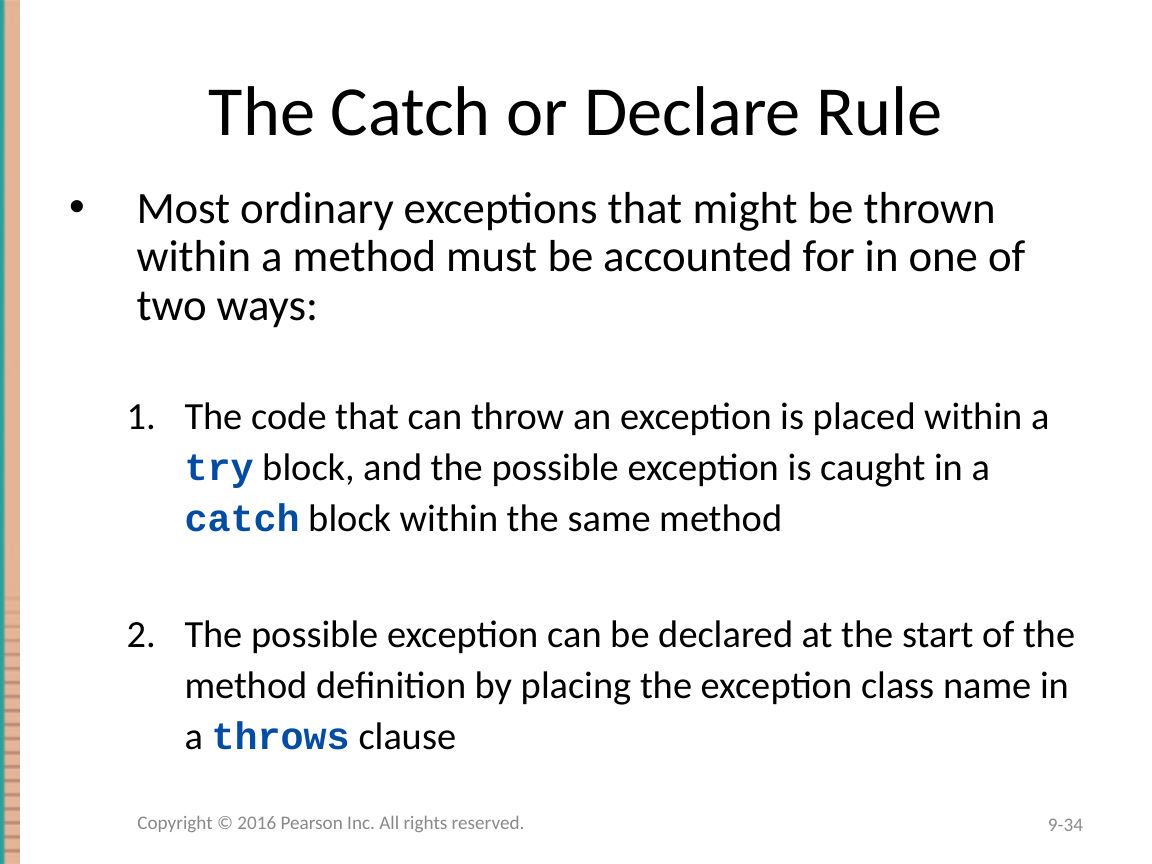 The Catch or Declare Rule
• Most ordinary exceptions that might be thrown
within a method must be accounted for in one of
two ways:
1. The code that can throw an exception is placed within a
try block, and the possible exception is caught in a
catch block within the same method
2. The possible exception can be declared at the start of the
method definition by placing the exception class name in
a throws clause
Copyright © 2016 Pearson Inc. All rights reserved.
9-34